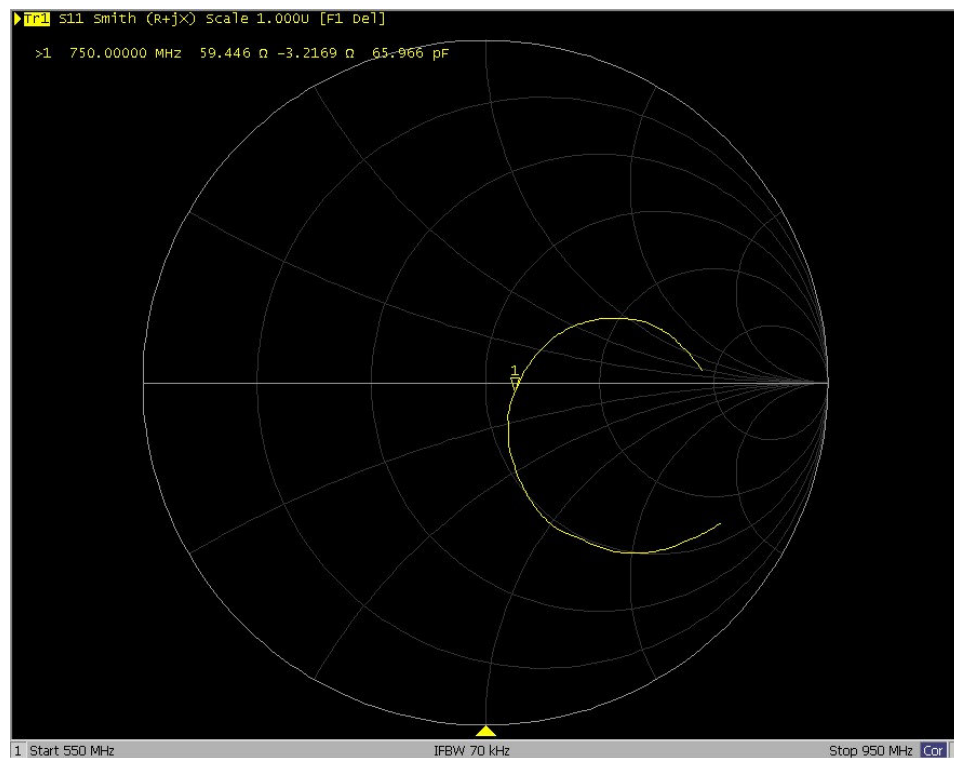 Tr1 S11 Smith (R+jX) Scale 1.000U [F1 Del]
>1 750.00000 MHz 59.446 Ω -3.2169 Ω 65.966 pF
1
1 Start 550 MHz IFBW 70 kHz Stop 950 MHz Cor